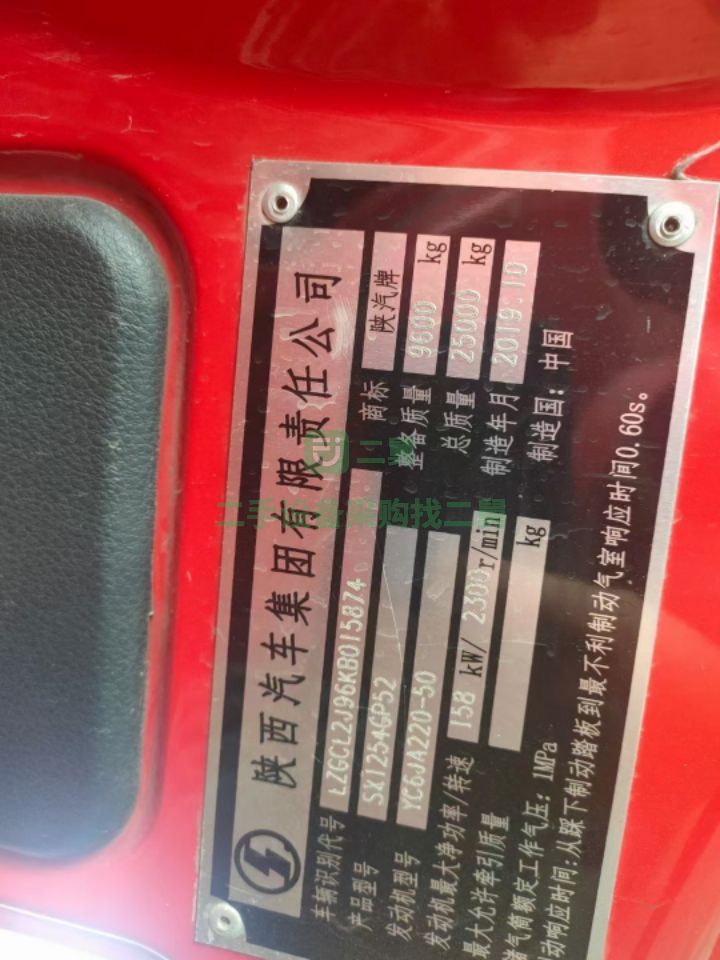 陕西汽车集团有限责任公司
车辆识别代号 LZGCL2J96KB015874 商标 陕汽牌
产品型号 SX1254GP52 整备质量 9600 kg
发动机型号 YC6JA220-50 总质量 25000 kg
发动机最大净功率/转速 158 kW/ 2300r/min 制造年月 2019.10
最大允许牵引质量 kg 制造国：中国
储气筒额定工作气压：1MPa
制动响应时间：从踩下制动踏板到最不利制动气室响应时间0.60s。
二手设备采购找二量